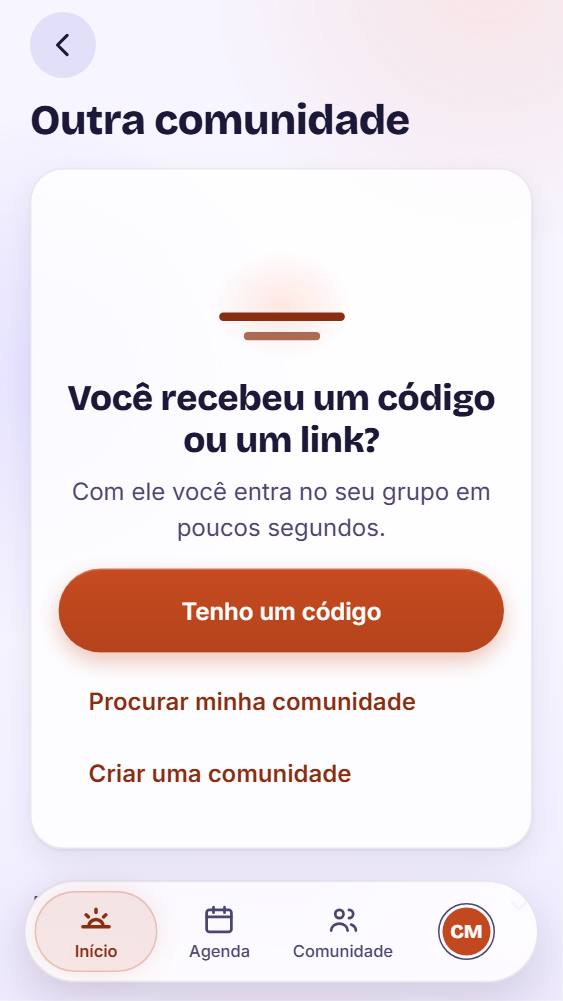 Outra comunidade
Você recebeu um código
ou um link?
Com ele você entra no seu grupo em
poucos segundos.
Tenho um código
Procurar minha comunidade
Criar uma comunidade
Início
Agenda
Comunidade
CM